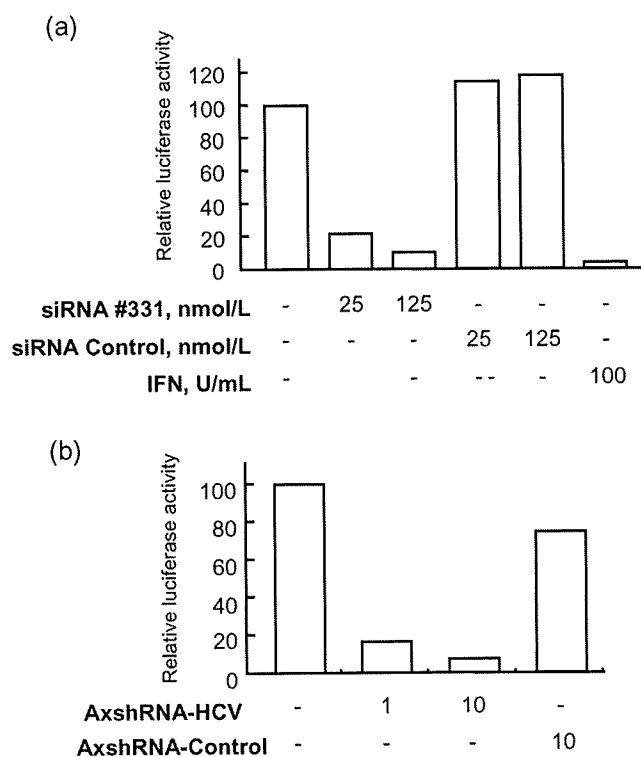 (a)
Relative luciferase activity
120
100
80
60
40
20
0
siRNA #331, nmol/L - 25 125 - - -
siRNA Control, nmol/L - - - 25 125 -
IFN, U/mL - - -- - 100
(b)
Relative luciferase activity
100
80
60
40
20
0
AxshRNA-HCV - 1 10 -
AxshRNA-Control - - - 10